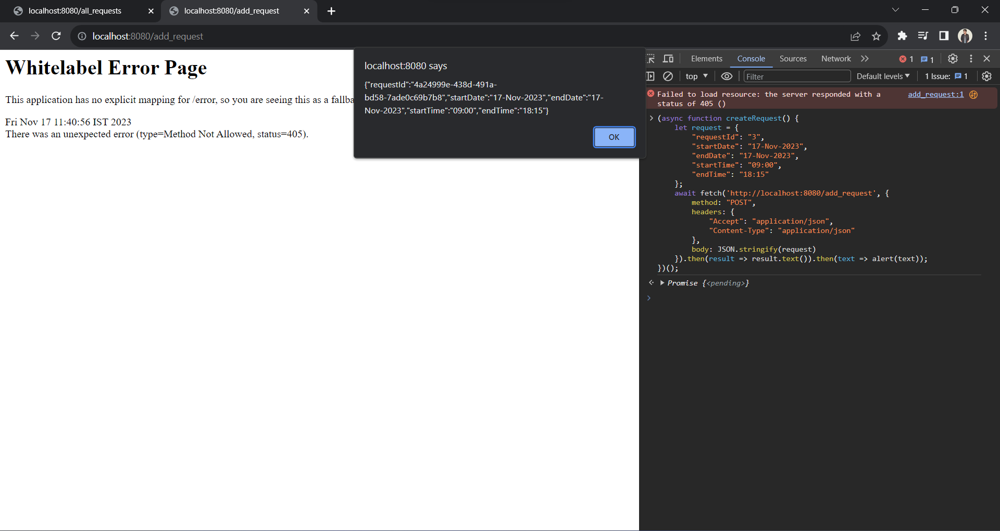 localhost:8080/all_requests
localhost:8080/add_request
localhost:8080/add_request
Whitelabel Error Page
This application has no explicit mapping for /error, so you are seeing this as a fallba
Fri Nov 17 11:40:56 IST 2023
There was an unexpected error (type=Method Not Allowed, status=405).
localhost:8080 says
{"requestId":"4a24999e-438d-491a-
bd58-7ade0c69b7b8","startDate":"17-Nov-2023","endDate":"17-
Nov-2023","startTime":"09:00","endTime":"18:15"}
OK
Elements Console Sources Network 1 1
top Filter Default levels 1 Issue: 1
Failed to load resource: the server responded with a add_request:1
status of 405 ()
(async function createRequest() {
let request = {
"requestId": "3",
"startDate": "17-Nov-2023",
"endDate": "17-Nov-2023",
"startTime": "09:00",
"endTime": "18:15"
};
await fetch('http://localhost:8080/add_request', {
method: "POST",
headers: {
"Accept": "application/json",
"Content-Type": "application/json"
},
body: JSON.stringify(request)
}).then(result => result.text()).then(text => alert(text));
})();
Promise {<pending>}